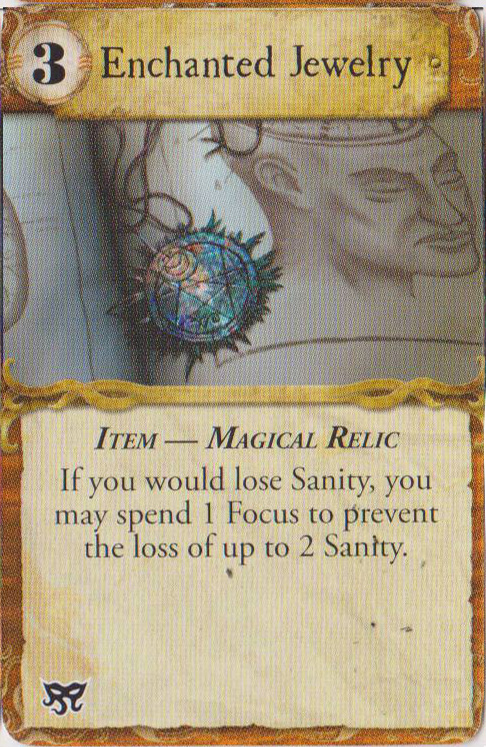 3 Enchanted Jewelry
Item — Magical Relic
If you would lose Sanity, you
may spend 1 Focus to prevent
the loss of up to 2 Sanity.